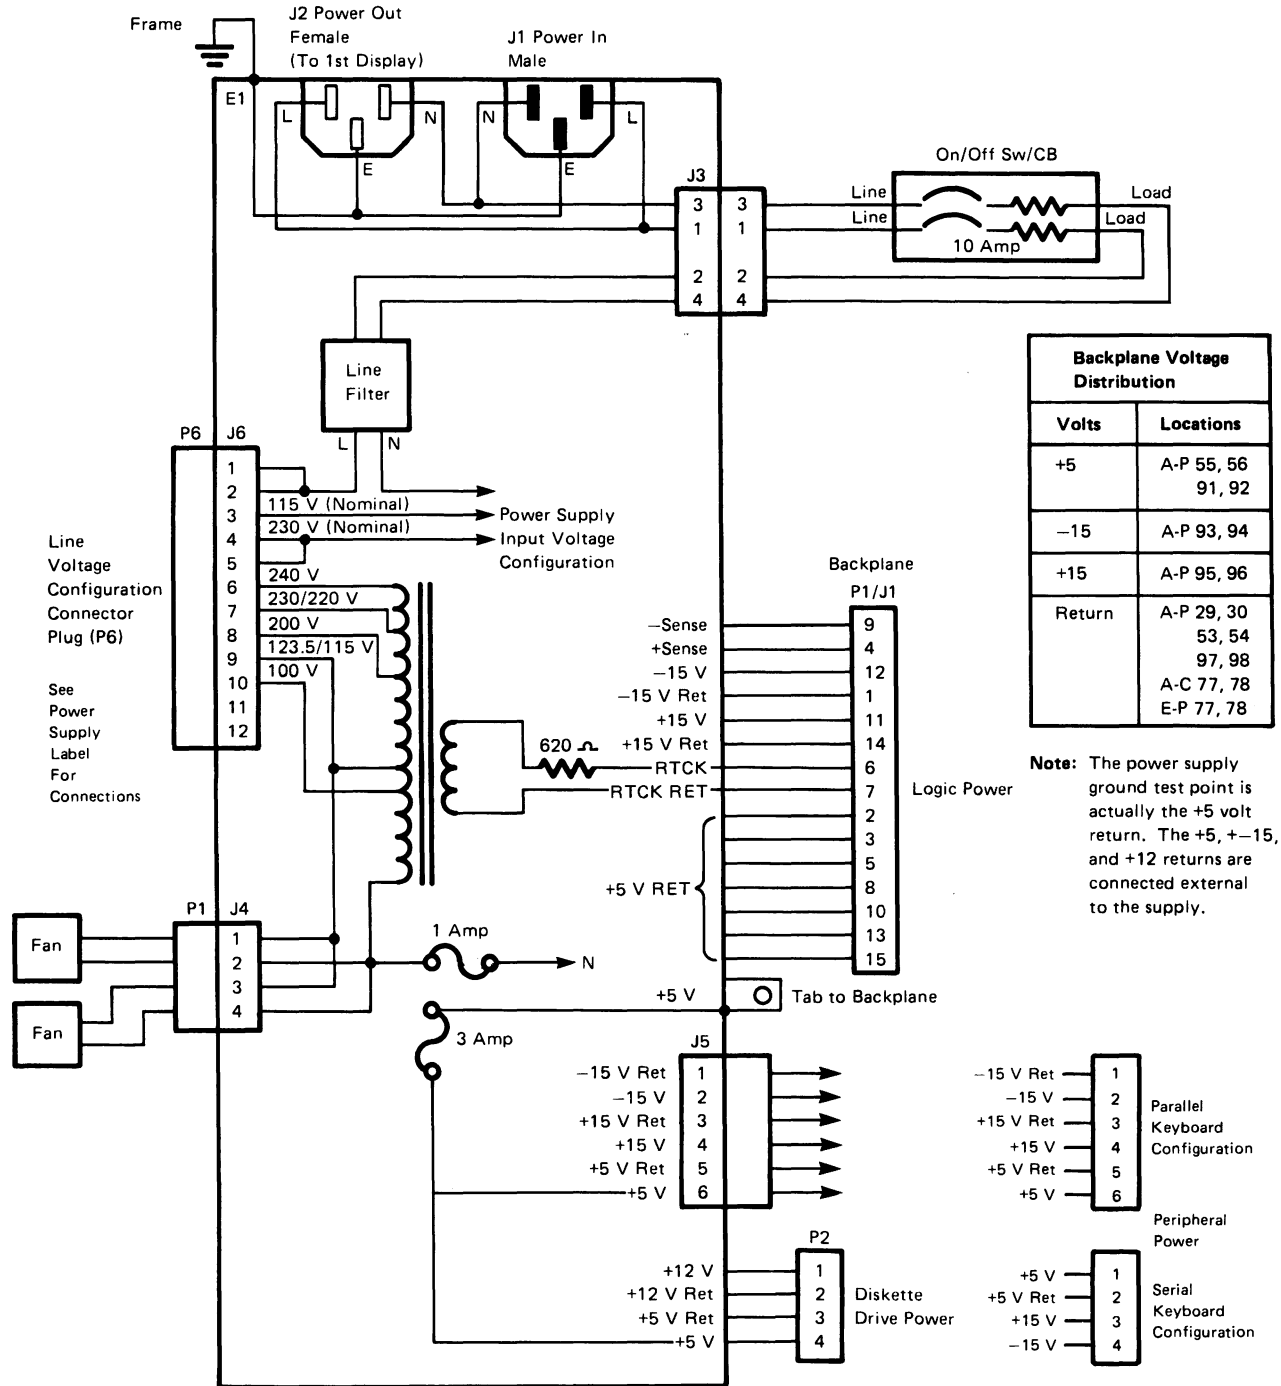 Frame
J2 Power Out
Female
(To 1st Display)
J1 Power In
Male
E1
L
N
E
N
L
E
J3
3
1
2
4
3
1
2
4
On/Off Sw/CB
Line
Line
Load
Load
10 Amp
Line
Filter
L
N
P6
J6
1
2
3
4
5
6
7
8
9
10
11
12
115 V (Nominal)
230 V (Nominal)
240 V
230/220 V
200 V
123.5/115 V
100 V
Power Supply
Input Voltage
Configuration
Line
Voltage
Configuration
Connector
Plug (P6)
See
Power
Supply
Label
For
Connections
Backplane Voltage
Distribution
Volts
Locations
+5
A-P 55, 56
91, 92
−15
A-P 93, 94
+15
A-P 95, 96
Return
A-P 29, 30
53, 54
97, 98
A-C 77, 78
E-P 77, 78
Note: The power supply
ground test point is
actually the +5 volt
return. The +5, +−15,
and +12 returns are
connected external
to the supply.
Backplane
P1/J1
−Sense 9
+Sense 4
−15 V 12
−15 V Ret 1
+15 V 11
+15 V Ret 14
620 Ω
RTCK 6
RTCK RET 7
Logic Power
2
3
5
+5 V RET 8
10
13
15
Fan
Fan
P1
J4
1
2
3
4
1 Amp
N
3 Amp
+5 V
Tab to Backplane
J5
−15 V Ret 1
−15 V 2
+15 V Ret 3
+15 V 4
+5 V Ret 5
+5 V 6
−15 V Ret 1
−15 V 2
+15 V Ret 3
+15 V 4
+5 V Ret 5
+5 V 6
Parallel
Keyboard
Configuration
Peripheral
Power
P2
+12 V 1
+12 V Ret 2
+5 V Ret 3
+5 V 4
Diskette
Drive Power
+5 V 1
+5 V Ret 2
+15 V 3
−15 V 4
Serial
Keyboard
Configuration